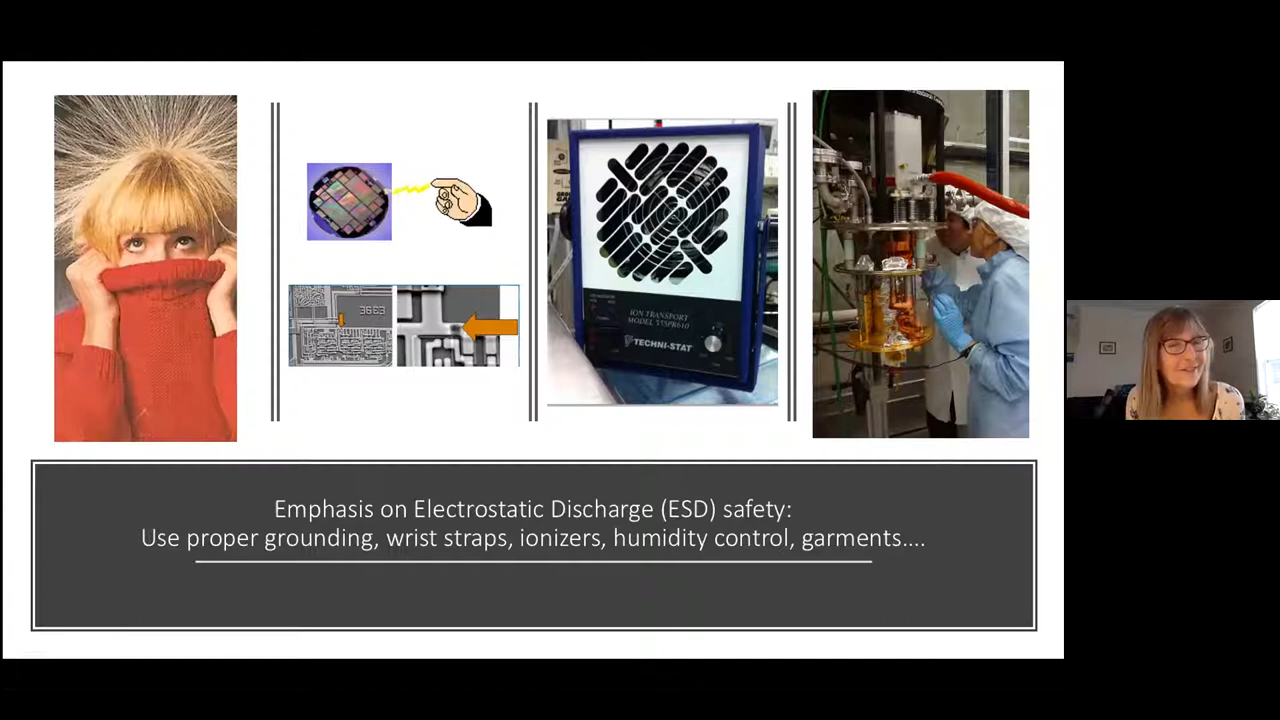 3663
ION TRANSPORT
MODEL 555PR610
TECHNI-STAT
Emphasis on Electrostatic Discharge (ESD) safety:
Use proper grounding, wrist straps, ionizers, humidity control, garments....